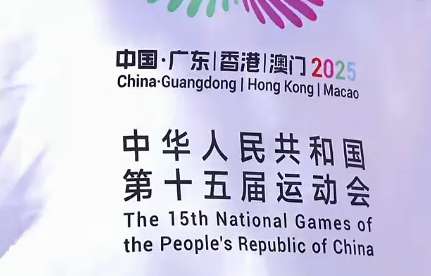 中国·广东|香港|澳门 2025
China·Guangdong | Hong Kong | Macao
中华人民共和国
第十五届运动会
The 15th National Games of
the People's Republic of China